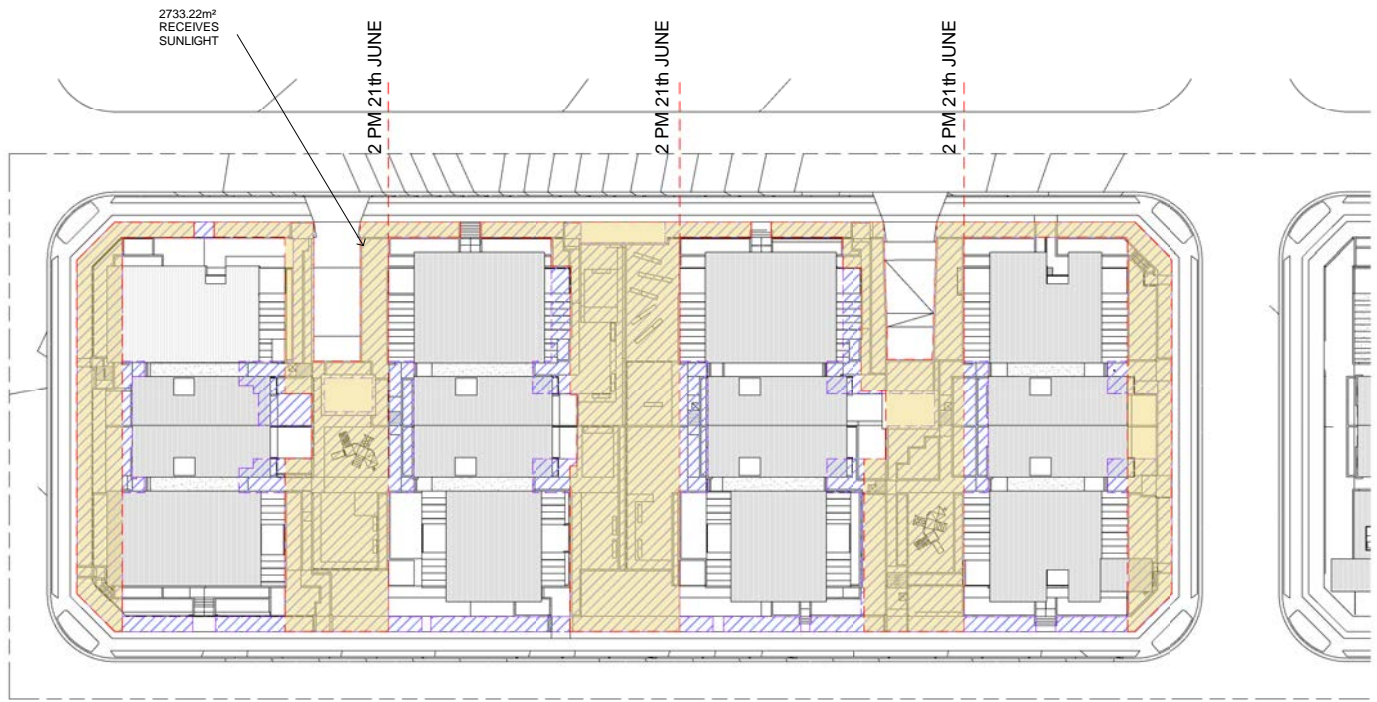 2733.22m²
RECEIVES
SUNLIGHT
2 PM 21th JUNE
2 PM 21th JUNE
2 PM 21th JUNE